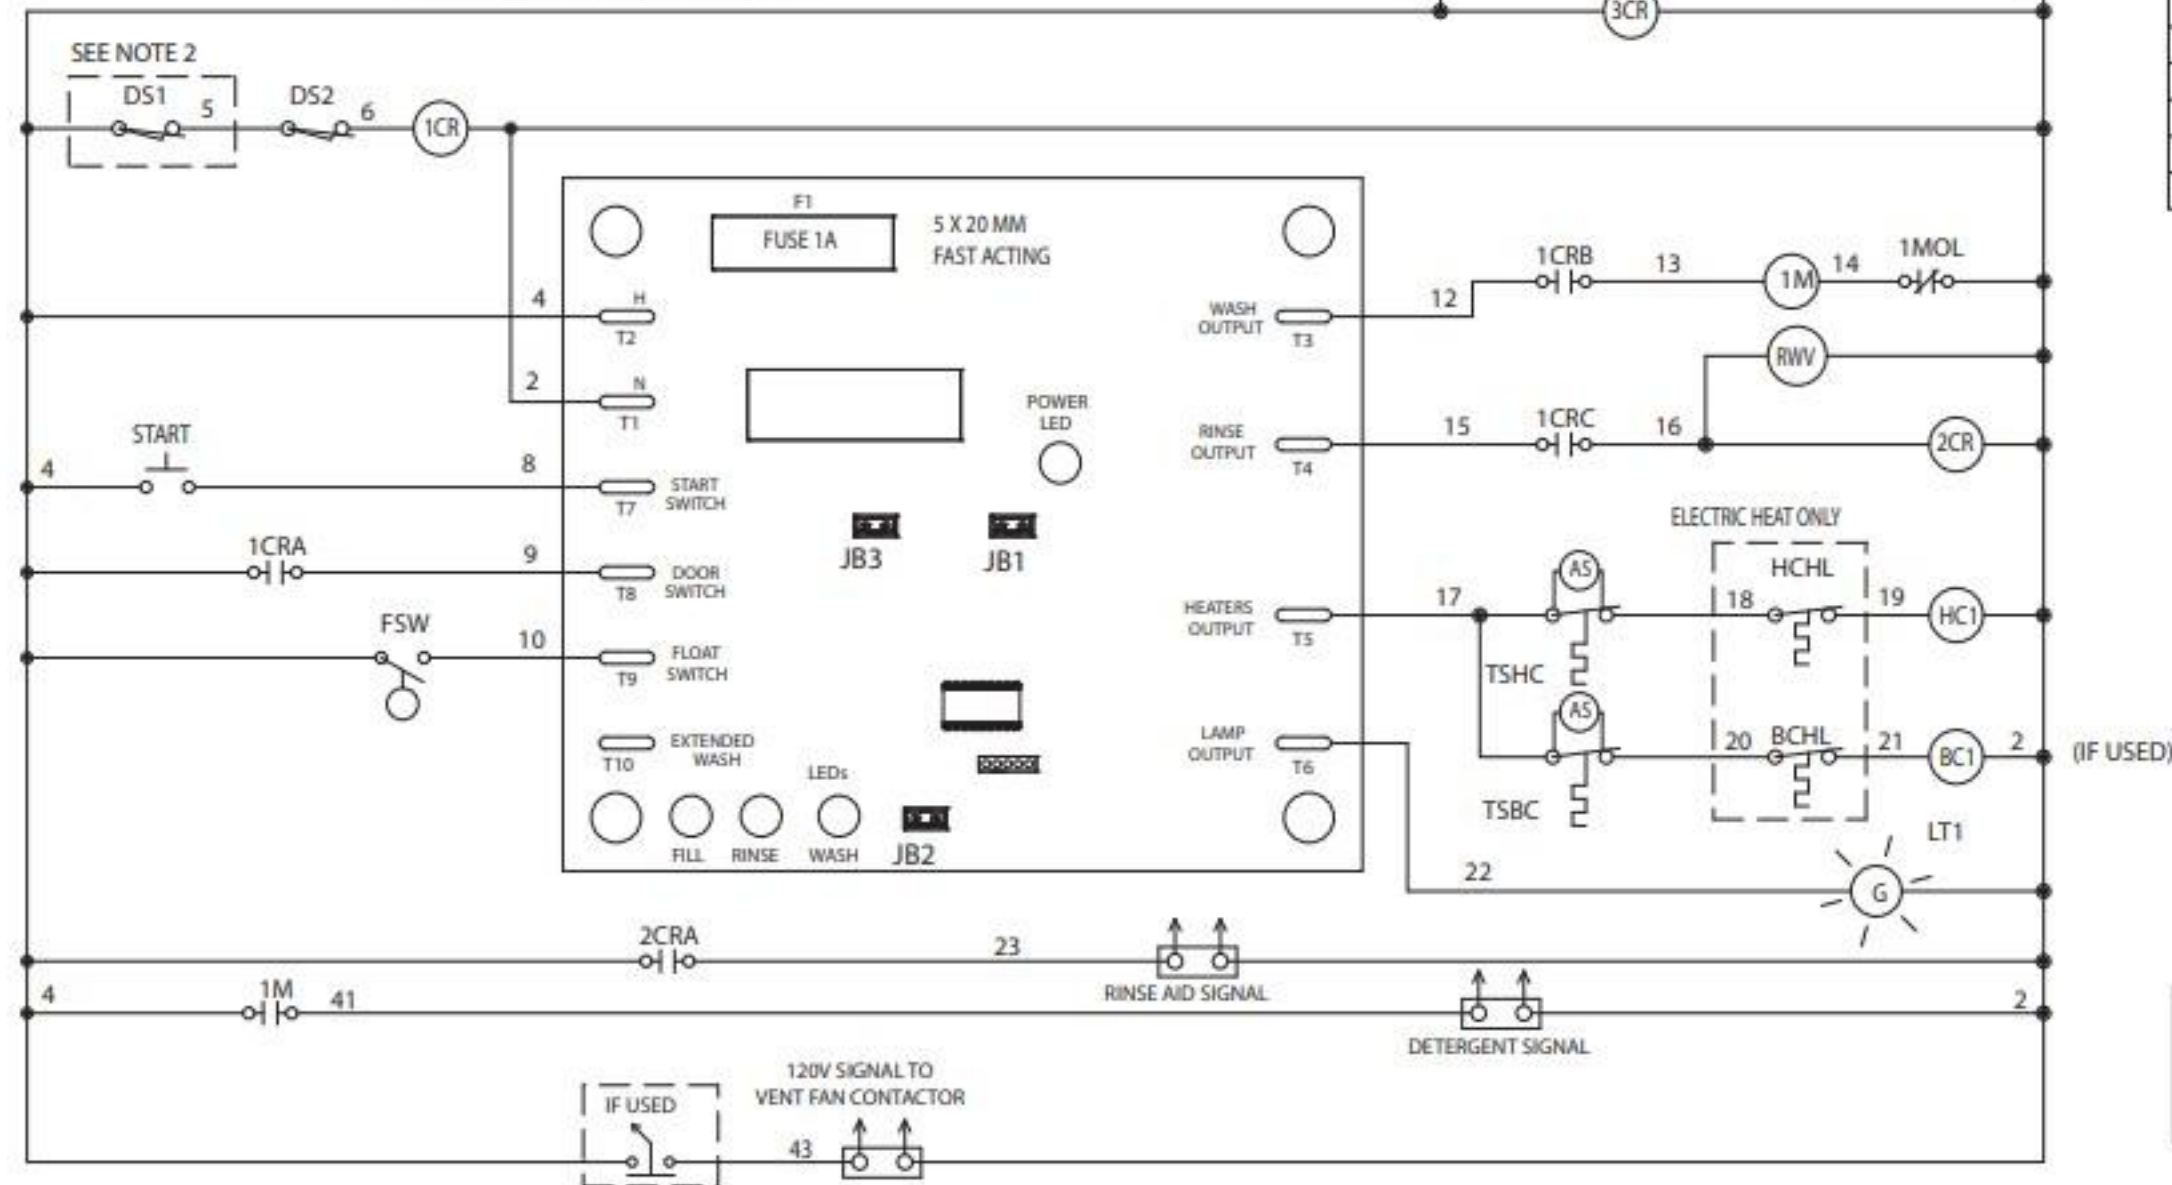 3CR
SEE NOTE 2
DS1
5
DS2
6
1CR
F1
FUSE 1A
5 X 20 MM
FAST ACTING
4
H
T2
2
N
T1
START
4
8
T7
START
SWITCH
1CRA
9
T8
DOOR
SWITCH
FSW
10
T9
FLOAT
SWITCH
T10
EXTENDED
WASH
LEDs
FILL
RINSE
WASH
JB2
POWER
LED
JB3
JB1
WASH
OUTPUT
T3
12
1CRB
13
1M
14
1MOL
RWV
RINSE
OUTPUT
T4
15
1CRC
16
2CR
ELECTRIC HEAT ONLY
HEATERS
OUTPUT
T5
17
AS
TSHC
18
HCHL
19
HC1
AS
TSBC
20
BCHL
21
BC1
2
(IF USED)
LAMP
OUTPUT
T6
22
LT1
G
2CRA
23
RINSE AID SIGNAL
4
1M
41
2
DETERGENT SIGNAL
120V SIGNAL TO
VENT FAN CONTACTOR
IF USED
43